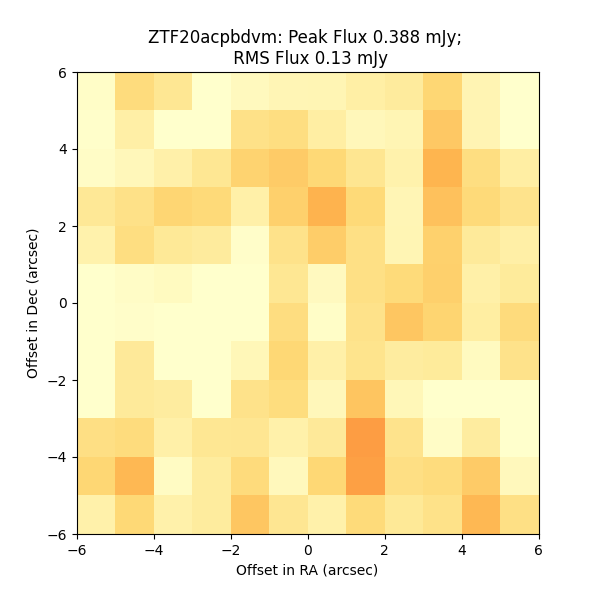 ZTF20acpbdvm: Peak Flux 0.388 mJy;
RMS Flux 0.13 mJy
6
4
2
0
−2
−4
−6
Offset in Dec (arcsec)
−6 −4 −2 0 2 4 6
Offset in RA (arcsec)